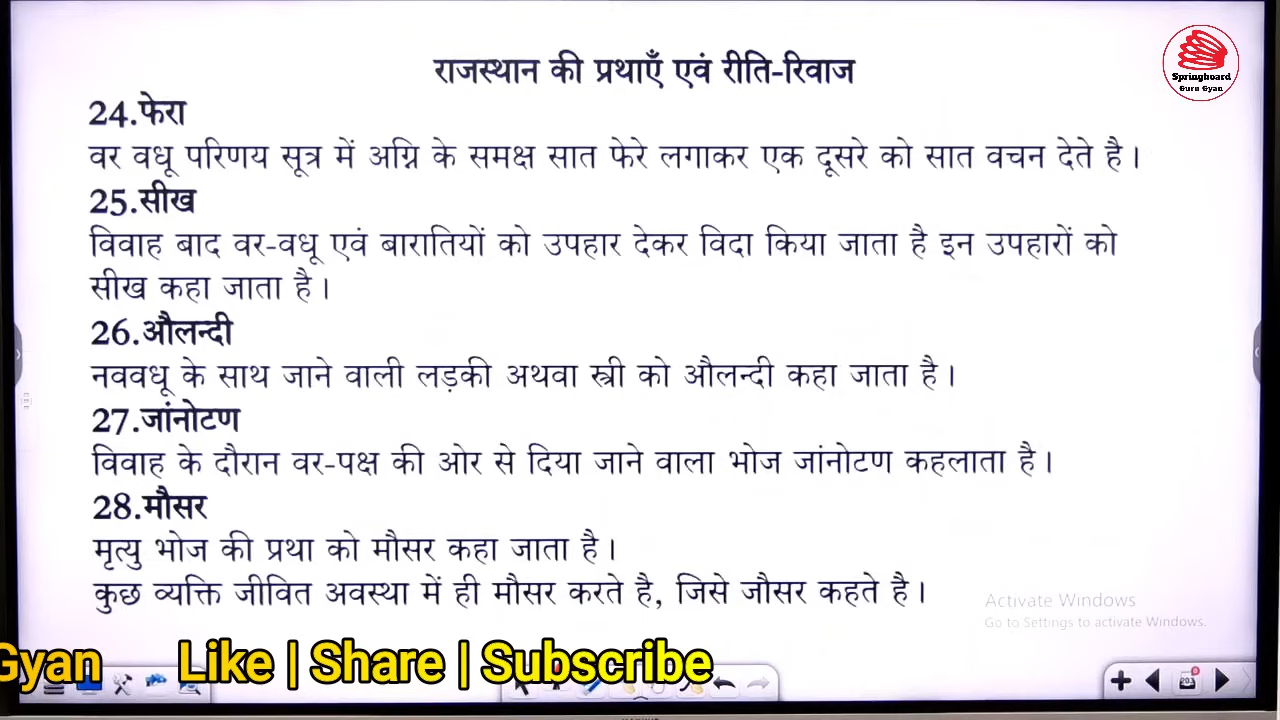 राजस्थान की प्रथाएँ एवं रीति-रिवाज
Springboard
Guru Gyan
24.फेरा
वर वधू परिणय सूत्र में अग्नि के समक्ष सात फेरे लगाकर एक दूसरे को सात वचन देते है।
25.सीख
विवाह बाद वर-वधू एवं बारातियों को उपहार देकर विदा किया जाता है इन उपहारों को
सीख कहा जाता है।
26.औलन्दी
नववधू के साथ जाने वाली लड़की अथवा स्त्री को औलन्दी कहा जाता है।
27.जांनोटण
विवाह के दौरान वर-पक्ष की ओर से दिया जाने वाला भोज जांनोटण कहलाता है।
28.मौसर
मृत्यु भोज की प्रथा को मौसर कहा जाता है।
कुछ व्यक्ति जीवित अवस्था में ही मौसर करते है, जिसे जौसर कहते है।
Activate Windows
Go to Settings to activate Windows.
Gyan Like | Share | Subscribe